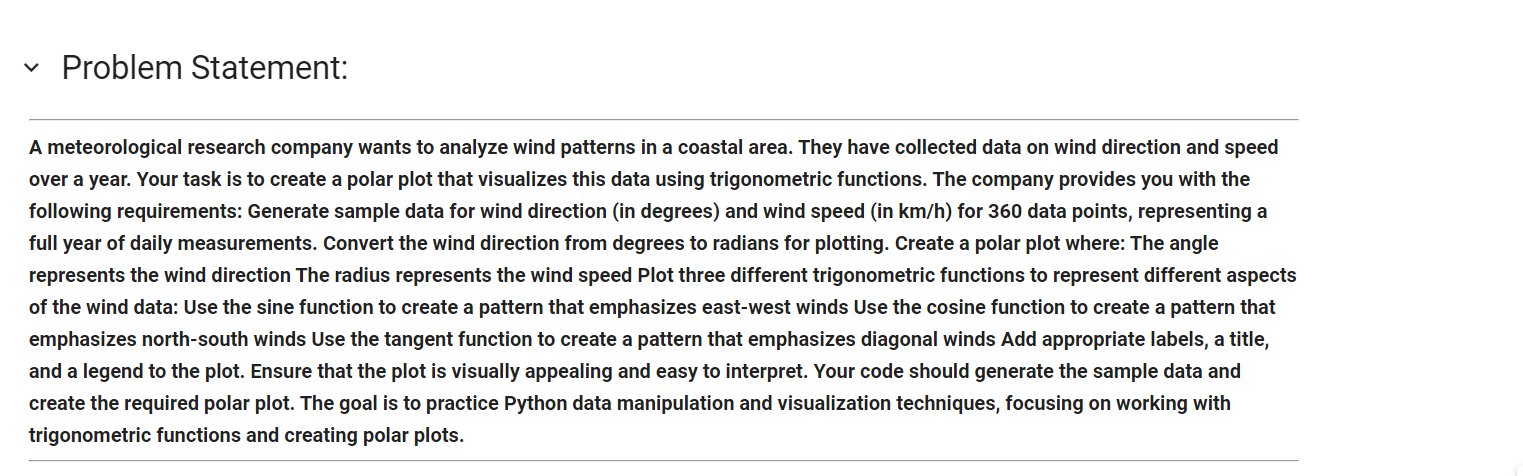 Problem Statement:
A meteorological research company wants to analyze wind patterns in a coastal area. They have collected data on wind direction and speed
over a year. Your task is to create a polar plot that visualizes this data using trigonometric functions. The company provides you with the
following requirements: Generate sample data for wind direction (in degrees) and wind speed (in km/h) for 360 data points, representing a
full year of daily measurements. Convert the wind direction from degrees to radians for plotting. Create a polar plot where: The angle
represents the wind direction The radius represents the wind speed Plot three different trigonometric functions to represent different aspects
of the wind data: Use the sine function to create a pattern that emphasizes east-west winds Use the cosine function to create a pattern that
emphasizes north-south winds Use the tangent function to create a pattern that emphasizes diagonal winds Add appropriate labels, a title,
and a legend to the plot. Ensure that the plot is visually appealing and easy to interpret. Your code should generate the sample data and
create the required polar plot. The goal is to practice Python data manipulation and visualization techniques, focusing on working with
trigonometric functions and creating polar plots.